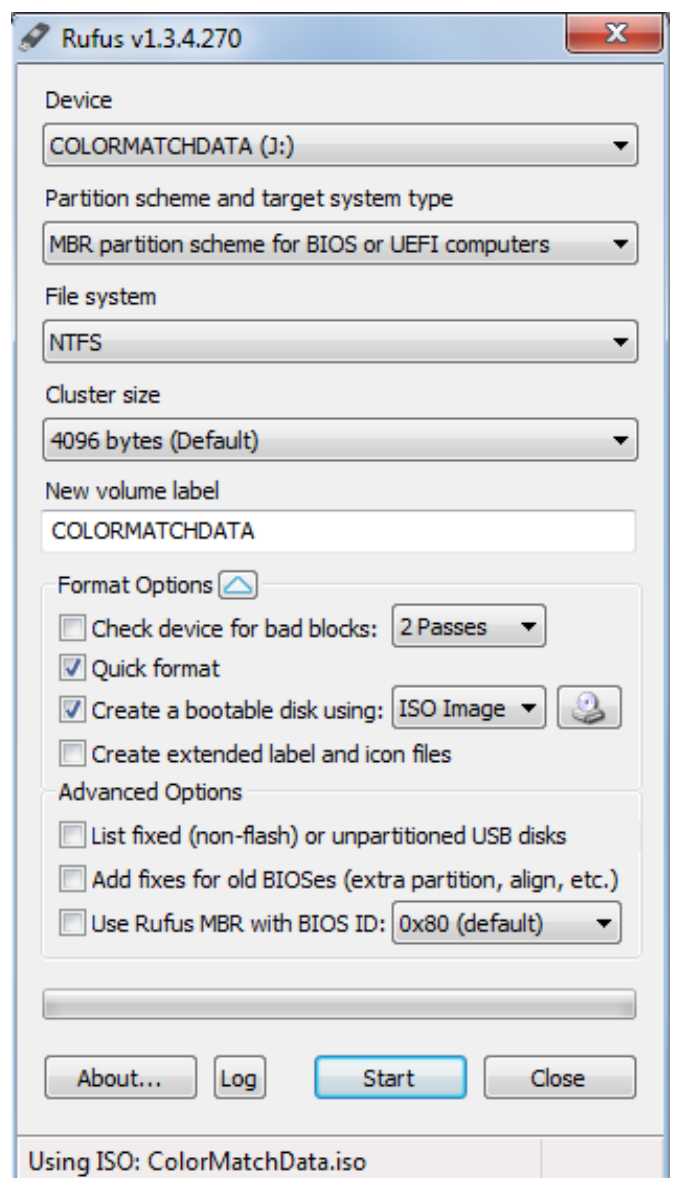 Rufus v1.3.4.270
Device
COLORMATCHDATA (J:)
Partition scheme and target system type
MBR partition scheme for BIOS or UEFI computers
File system
NTFS
Cluster size
4096 bytes (Default)
New volume label
COLORMATCHDATA
Format Options
Check device for bad blocks: 2 Passes
Quick format
Create a bootable disk using: ISO Image
Create extended label and icon files
Advanced Options
List fixed (non-flash) or unpartitioned USB disks
Add fixes for old BIOSes (extra partition, align, etc.)
Use Rufus MBR with BIOS ID: 0x80 (default)
About... Log Start Close
Using ISO: ColorMatchData.iso